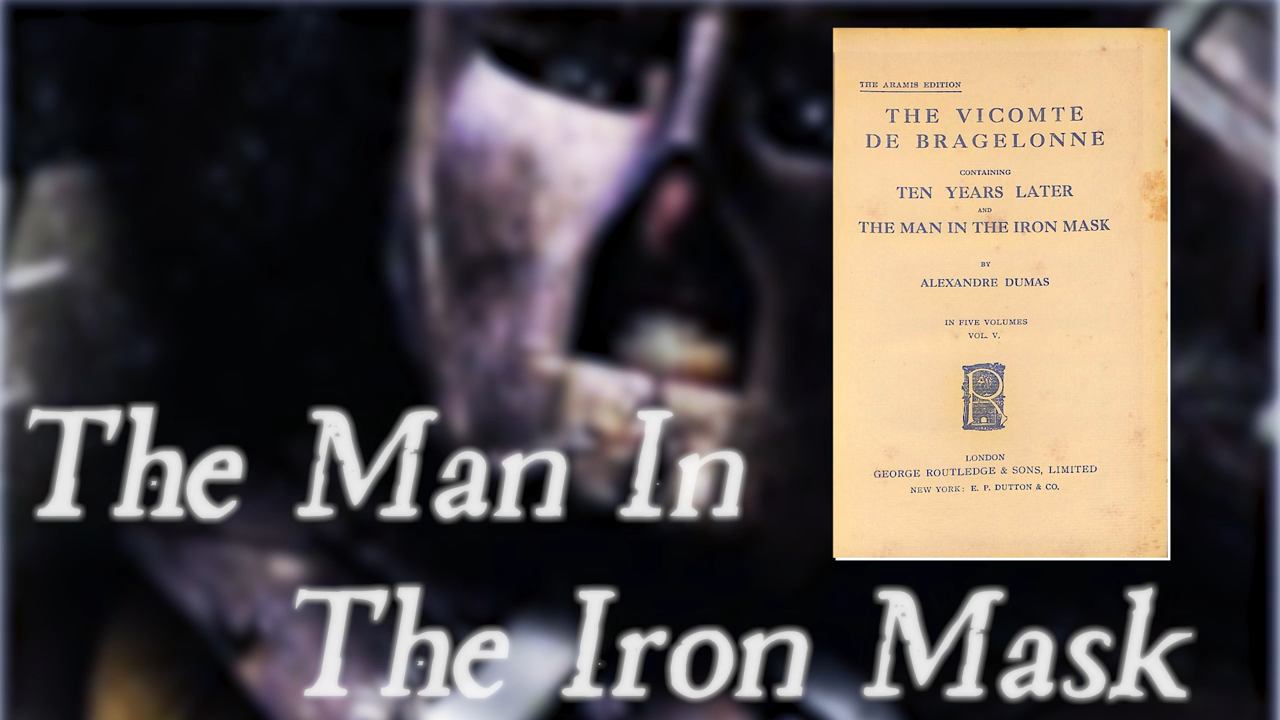 The Man In
The Iron Mask
THE ARAMIS EDITION
THE VICOMTE
DE BRAGELONNE
CONTAINING
TEN YEARS LATER
AND
THE MAN IN THE IRON MASK
BY
ALEXANDRE DUMAS
IN FIVE VOLUMES
VOL. V.
R
LONDON
GEORGE ROUTLEDGE & SONS, LIMITED
NEW YORK: E. P. DUTTON & CO.